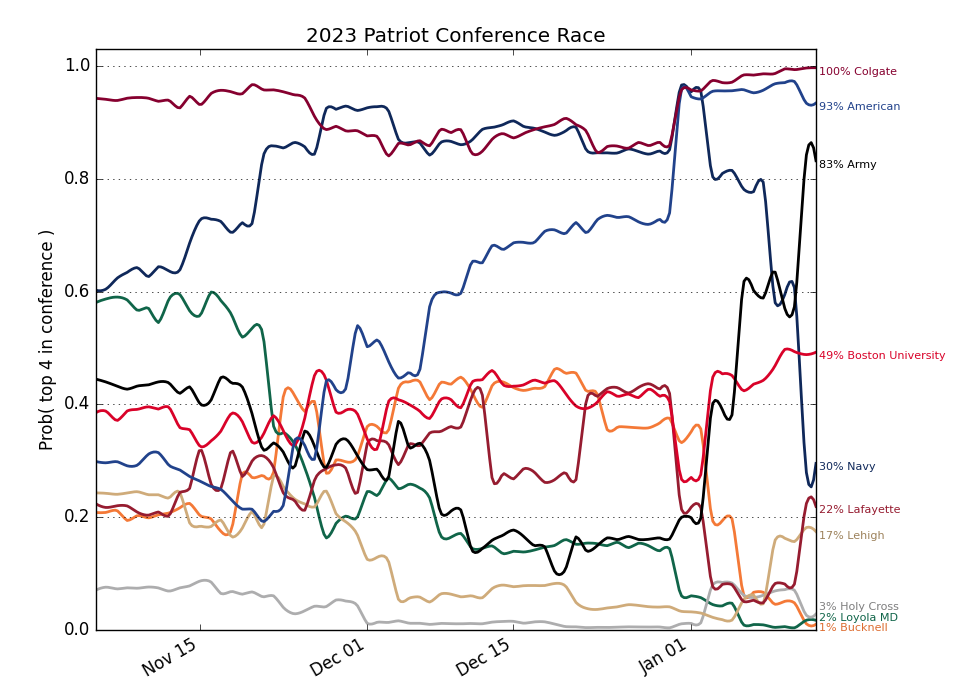 2023 Patriot Conference Race
Prob( top 4 in conference )
1.0
0.8
0.6
0.4
0.2
0.0
Nov 15
Dec 01
Dec 15
Jan 01
100% Colgate
93% American
83% Army
49% Boston University
30% Navy
22% Lafayette
17% Lehigh
3% Holy Cross
2% Loyola MD
1% Bucknell